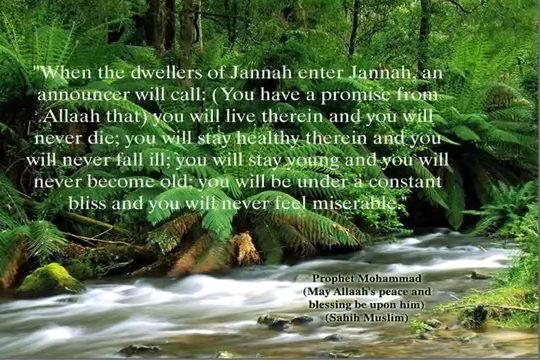 "When the dwellers of Jannah enter Jannah, an
announcer will call: (You have a promise from
Allaah that) you will live therein and you will
never die; you will stay healthy therein and you
will never fall ill; you will stay young and you will
never become old; you will be under a constant
bliss and you will never feel miserable."
Prophet Mohammad
(May Allaah's peace and
blessing be upon him)
(Sahih Muslim)